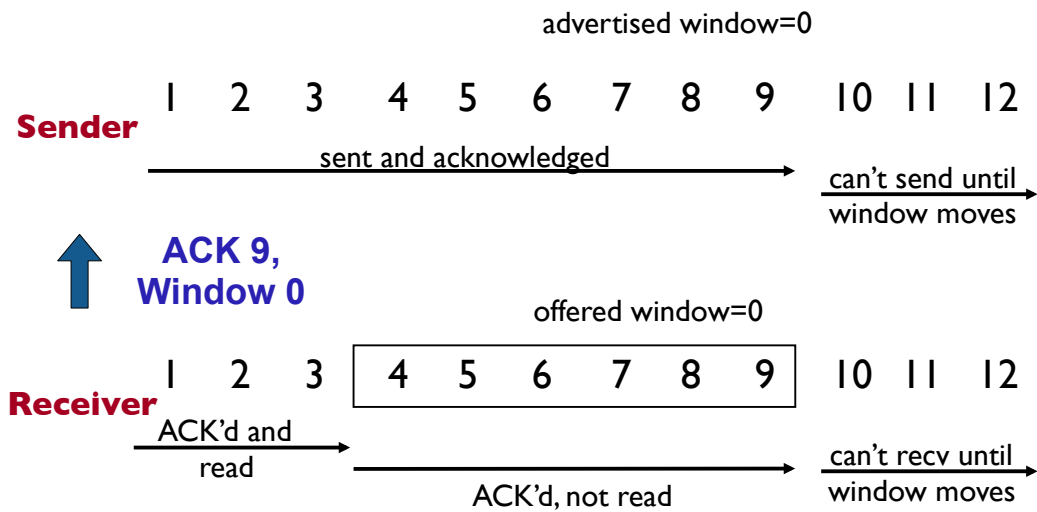 advertised window=0
1 2 3 4 5 6 7 8 9 10 11 12
Sender
sent and acknowledged
can't send until
window moves
ACK 9,
Window 0
offered window=0
1 2 3 4 5 6 7 8 9 10 11 12
Receiver
ACK'd and
read
ACK'd, not read
can't recv until
window moves